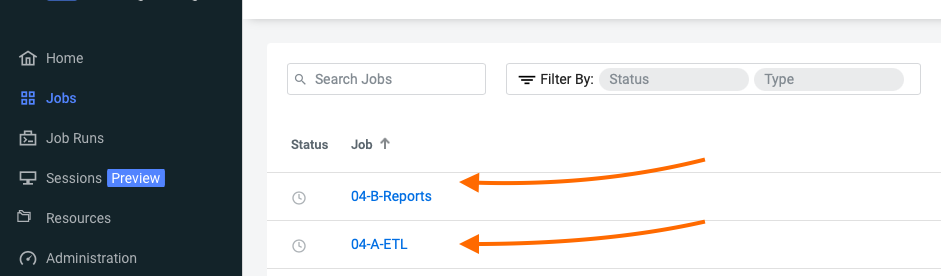 Home
Jobs
Job Runs
Sessions Preview
Resources
Administration
Search Jobs
Filter By: Status Type
Status Job
04-B-Reports
04-A-ETL